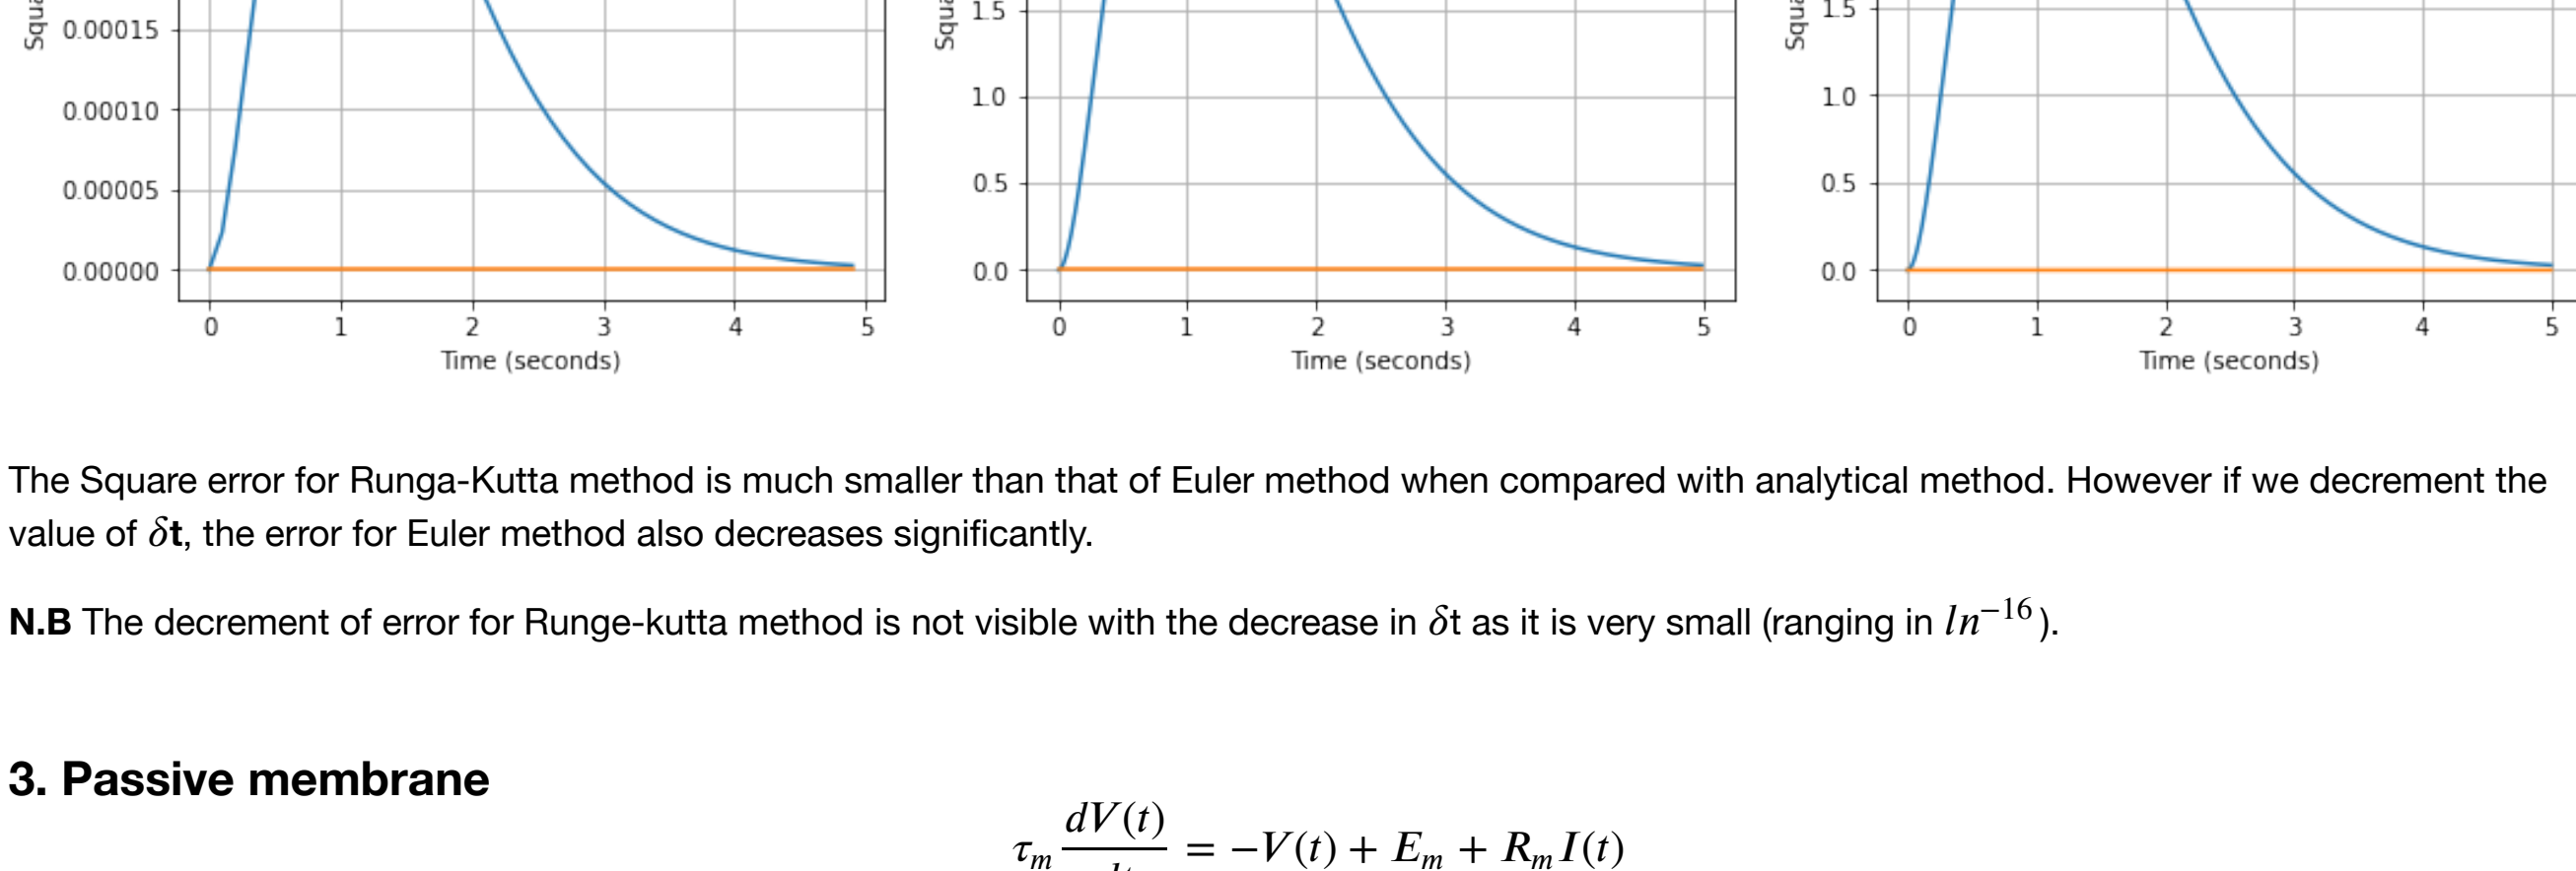 Squa 0.00015
0.00010
0.00005
0.00000
0 1 2 3 4 5
Time (seconds)
Squa 1.5
1.0
0.5
0.0
0 1 2 3 4 5
Time (seconds)
Squa 1.5
1.0
0.5
0.0
0 1 2 3 4 5
Time (seconds)
The Square error for Runga-Kutta method is much smaller than that of Euler method when compared with analytical method. However if we decrement the
value of δt, the error for Euler method also decreases significantly.
N.B The decrement of error for Runge-kutta method is not visible with the decrease in δt as it is very small (ranging in ln⁻¹⁶).
3. Passive membrane
τₘ dV(t) / = −V(t) + Eₘ + RₘI(t)